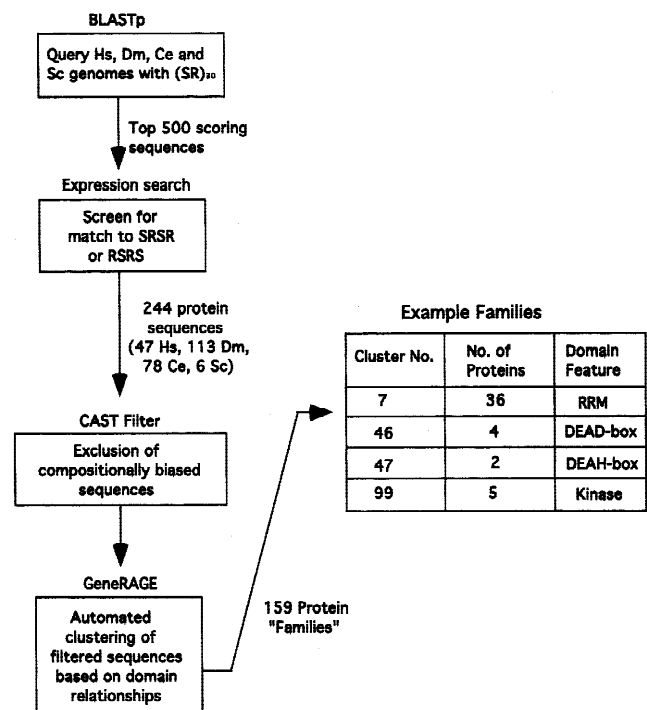 BLASTp
Query Hs, Dm, Ce and
Sc genomes with (SR)₃₀
Top 500 scoring
sequences
Expression search
Screen for
match to SRSR
or RSRS
244 protein
sequences
(47 Hs, 113 Dm,
78 Ce, 6 Sc)
CAST Filter
Exclusion of
compositionally biased
sequences
GeneRAGE
Automated
clustering of
filtered sequences
based on domain
relationships
159 Protein
"Families"
Example Families
Cluster No. No. of Proteins Domain Feature
7 36 RRM
46 4 DEAD-box
47 2 DEAH-box
99 5 Kinase